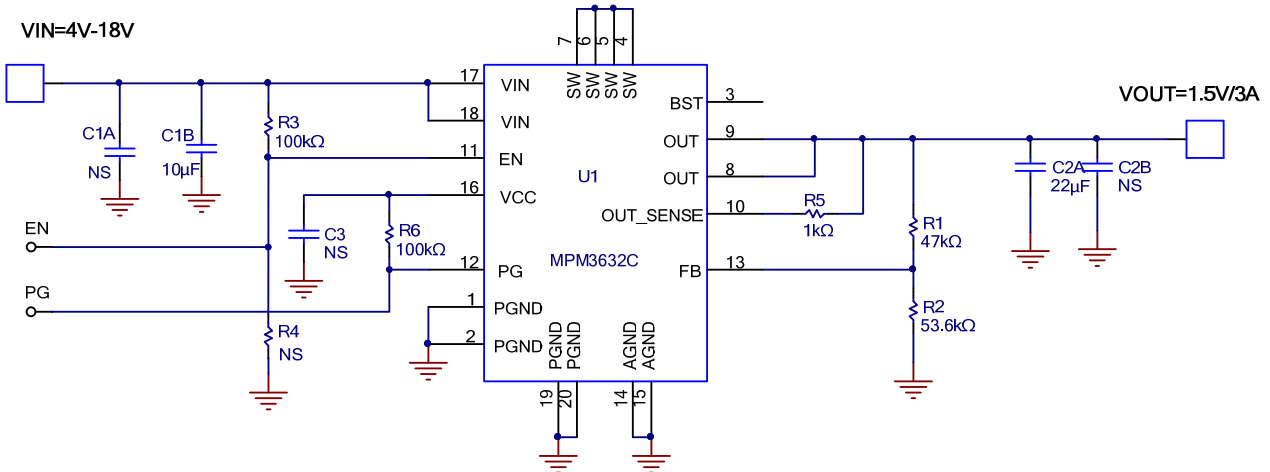 VIN=4V-18V
7
6
5
4
SW
SW
SW
SW
17
VIN
BST
3
VOUT=1.5V/3A
18
VIN
OUT
9
C1A
NS
C1B
10µF
R3
100kΩ
11
EN
U1
OUT
8
C2A
22µF
C2B
NS
16
VCC
OUT_SENSE
10
R5
1kΩ
EN
C3
NS
R6
100kΩ
R1
47kΩ
MPM3632C
12
PG
FB
13
PG
1
PGND
R2
53.6kΩ
R4
NS
2
PGND
PGND
PGND
AGND
AGND
19
20
14
15